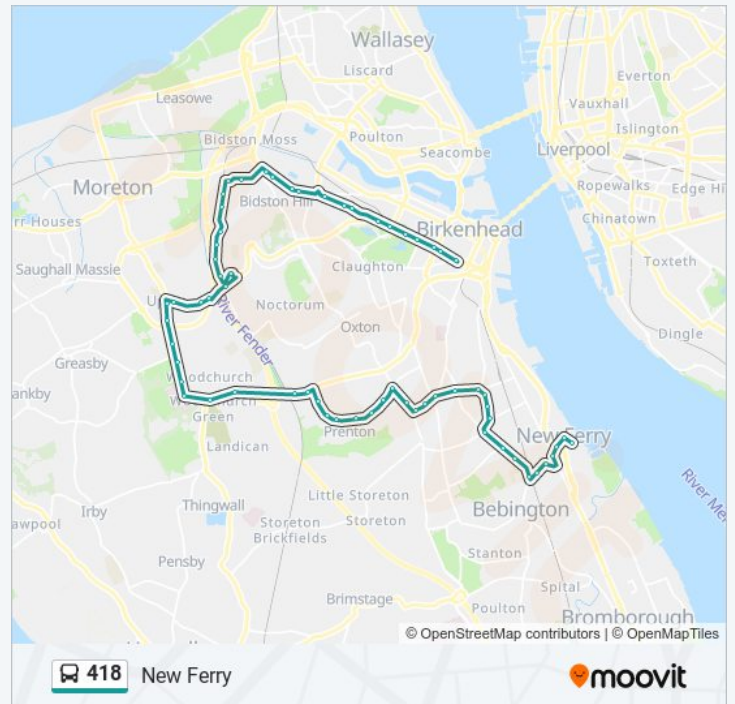 Wallasey
Liscard
Everton
Leasowe
Vauxhall
Bidston Moss
Poulton
Islington
Seacombe
Liverpool
Moreton
Ropewalks
Edge Hi
Bidston Hill
rr Houses
Birkenhead
Chinatown
Saughall Massie
Claughton
Toxteth
Up
Noctorum
River Fender
Oxton
Dingle
Greasby
ankby
Woodchurch
Green
Prenton
New Ferry
Landican
River Me
Little Storeton
Thingwall
Bebington
Irby
awpool
Storeton
Storeton
Brickfields
Stanton
Pensby
Spital
Brimstage
Poulton
Bromborough
© OpenStreetMap contributors | © OpenMapTiles
418 New Ferry
moovit